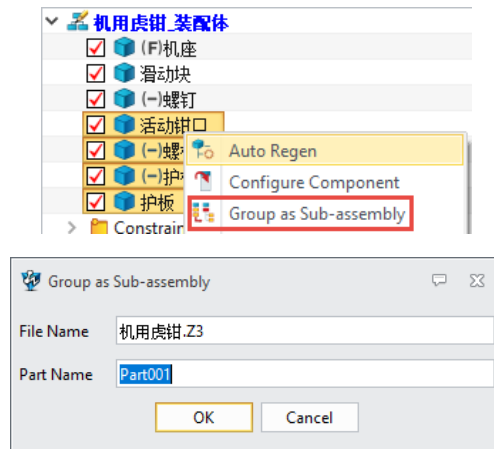 机用虎钳_装配体
(F)机座
滑动块
(-)螺钉
活动钳口
(-)螺
Auto Regen
(-)护
Configure Component
护板
Group as Sub-assembly
Constrain
Group as Sub-assembly
File Name 机用虎钳.Z3
Part Name Part001
OK Cancel